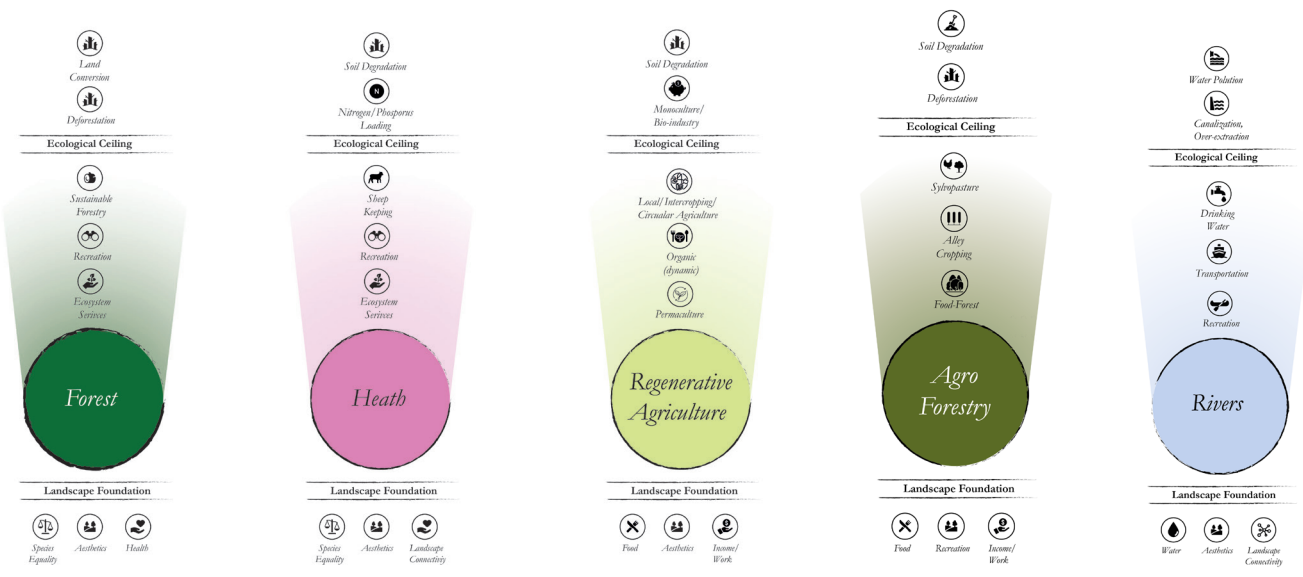 Land
Conversion
Deforestation
Ecological Ceiling
Sustainable
Forestry
Recreation
Ecosystem
Serivces
Forest
Landscape Foundation
Species
Equality
Aesthetics
Health
Soil Degradation
N
Nitrogen/Phosporus
Loading
Ecological Ceiling
Sheep
Keeping
Recreation
Ecosystem
Serivces
Heath
Landscape Foundation
Species
Equality
Aesthetics
Landscape
Connectiviy
Soil Degradation
Monoculture/
Bio-industry
Ecological Ceiling
Local/Intercropping/
Circualar Agriculture
Organic
(dynamic)
Permaculture
Regenerative
Agriculture
Landscape Foundation
Food
Aesthetics
Income/
Work
Soil Degradation
Deforestation
Ecological Ceiling
Sylvopasture
Alley
Cropping
Food-Forest
Agro
Forestry
Landscape Foundation
Food
Recreation
Income/
Work
Water Polution
Canalization,
Over-extraction
Ecological Ceiling
Drinking
Water
Transportation
Recreation
Rivers
Landscape Foundation
Water
Aesthetics
Landscape
Connectivity